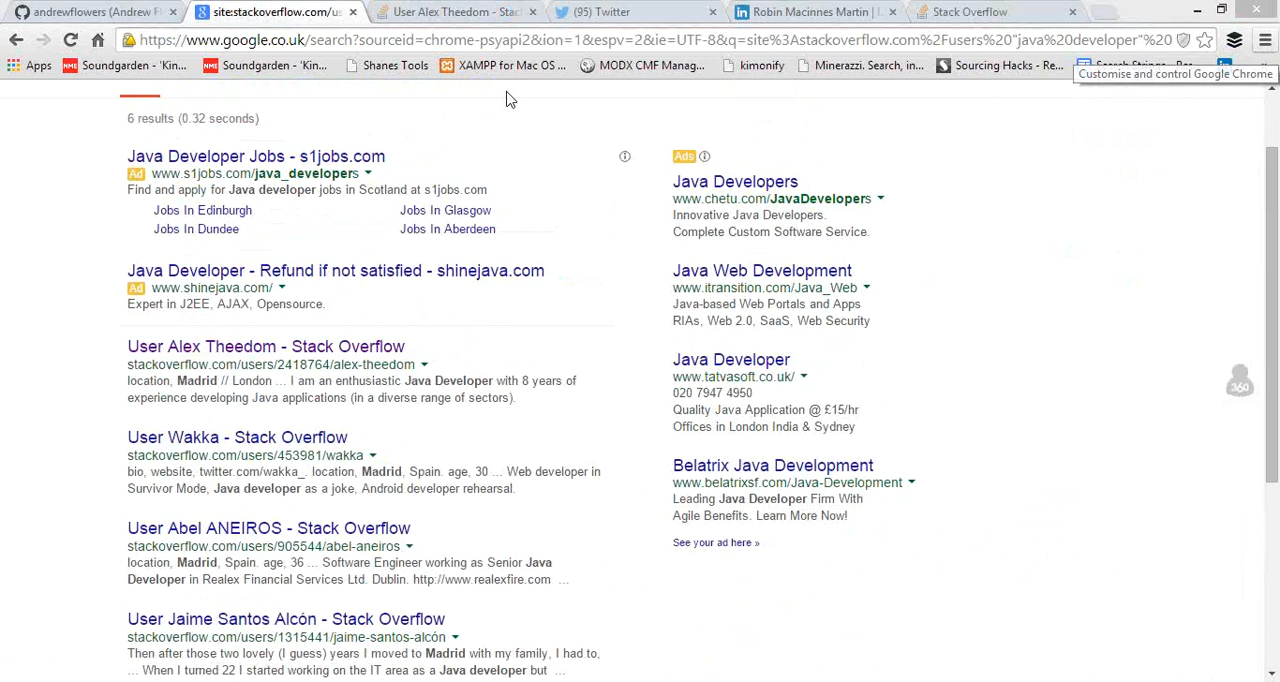 andrewflowers (Andrew F
site:stackoverflow.com/us
User Alex Theedom - Stac
(95) Twitter
Robin Macinnes Martin | L
Stack Overflow
https://www.google.co.uk/search?sourceid=chrome-psyapi2&ion=1&espv=2&ie=UTF-8&q=site%3Astackoverflow.com%2Fusers%20"java%20developer"%20
Apps
NME Soundgarden - 'Kin...
NME Soundgarden - 'Kin...
Shanes Tools
XAMPP for Mac OS ...
MODX CMF Manag...
kimonify
Minerazzi. Search, in...
Sourcing Hacks - Re...
Customise and control Google Chrome
6 results (0.32 seconds)
Java Developer Jobs - s1jobs.com
Ad www.s1jobs.com/java_developers
Find and apply for Java developer jobs in Scotland at s1jobs.com
Jobs In Edinburgh
Jobs In Glasgow
Jobs In Dundee
Jobs In Aberdeen
Java Developer - Refund if not satisfied - shinejava.com
Ad www.shinejava.com/
Expert in J2EE, AJAX, Opensource.
User Alex Theedom - Stack Overflow
stackoverflow.com/users/2418764/alex-theedom
location, Madrid // London ... I am an enthusiastic Java Developer with 8 years of
experience developing Java applications (in a diverse range of sectors).
User Wakka - Stack Overflow
stackoverflow.com/users/453981/wakka
bio, website, twitter.com/wakka_. location, Madrid, Spain. age, 30 ... Web developer in
Survivor Mode, Java developer as a joke, Android developer rehearsal.
User Abel ANEIROS - Stack Overflow
stackoverflow.com/users/905544/abel-aneiros
location, Madrid, Spain. age, 36 ... Software Engineer working as Senior Java
Developer in Realex Financial Services Ltd. Dublin. http://www.realexfire.com ...
User Jaime Santos Alcón - Stack Overflow
stackoverflow.com/users/1315441/jaime-santos-alcón
Then after those two lovely (I guess) years I moved to Madrid with my family, I had to,
... When I turned 22 I started working on the IT area as a Java developer but ...
Ads
Java Developers
www.chetu.com/JavaDevelopers
Innovative Java Developers.
Complete Custom Software Service.
Java Web Development
www.itransition.com/Java_Web
Java-based Web Portals and Apps
RIAs, Web 2.0, SaaS, Web Security
Java Developer
www.tatvasoft.co.uk/
020 7947 4950
Quality Java Application @ £15/hr
Offices in London India & Sydney
Belatrix Java Development
www.belatrixsf.com/Java-Development
Leading Java Developer Firm With
Agile Benefits. Learn More Now!
See your ad here »
360